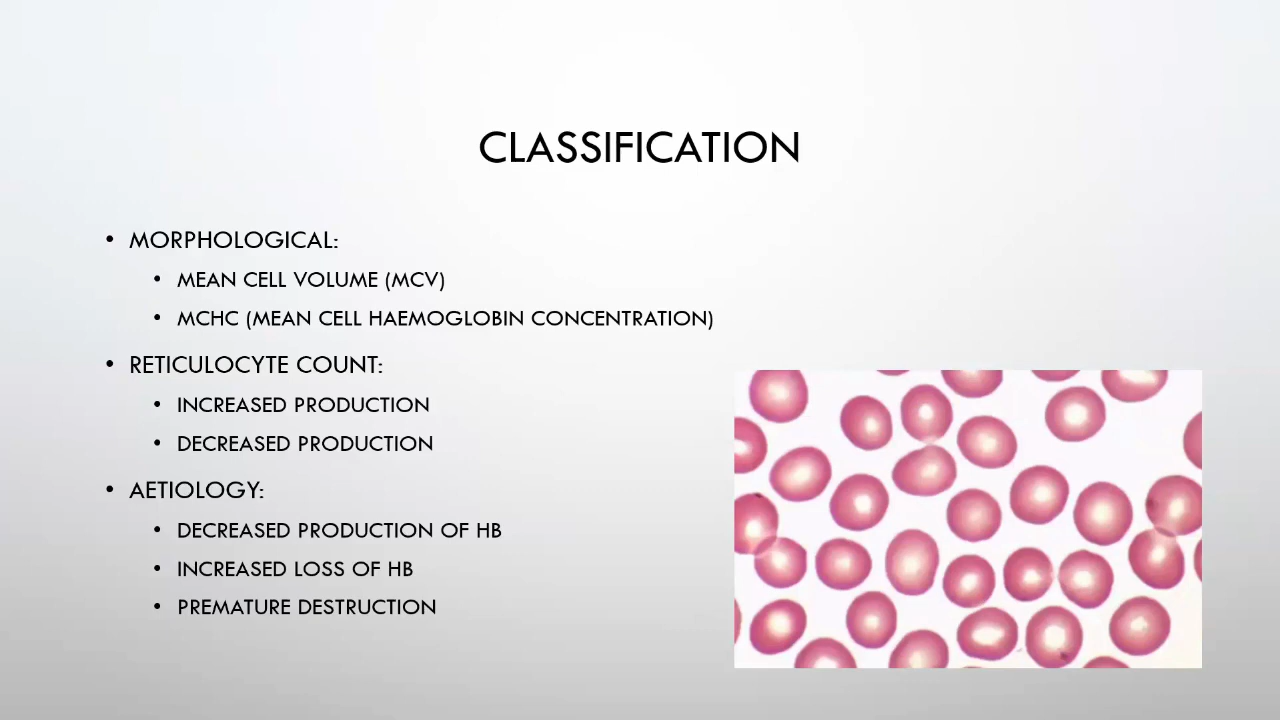 CLASSIFICATION
• MORPHOLOGICAL:
• MEAN CELL VOLUME (MCV)
• MCHC (MEAN CELL HAEMOGLOBIN CONCENTRATION)
• RETICULOCYTE COUNT:
• INCREASED PRODUCTION
• DECREASED PRODUCTION
• AETIOLOGY:
• DECREASED PRODUCTION OF HB
• INCREASED LOSS OF HB
• PREMATURE DESTRUCTION